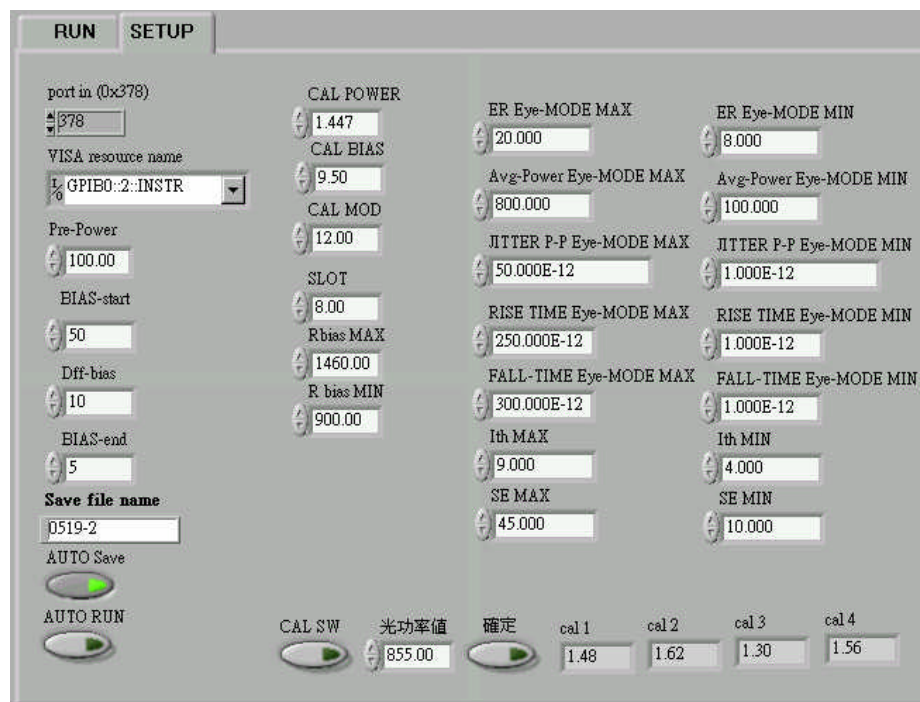 RUN SETUP
port in (0x378)
378
VISA resource name
GPIB0::2::INSTR
Pre-Power
100.00
BIAS-start
50
Dff-bias
10
BIAS-end
5
Save file name
0519-2
AUTO Save
AUTO RUN
CAL POWER
1.447
CAL BIAS
9.50
CAL MOD
12.00
SLOT
8.00
Rbias MAX
1460.00
R bias MIN
900.00
ER Eye-MODE MAX
20.000
Avg-Power Eye-MODE MAX
800.000
JITTER P-P Eye-MODE MAX
50.000E-12
RISE TIME Eye-MODE MAX
250.000E-12
FALL-TIME Eye-MODE MAX
300.000E-12
Ith MAX
9.000
SE MAX
45.000
ER Eye-MODE MIN
8.000
Avg-Power Eye-MODE MIN
100.000
JITTER P-P Eye-MODE MIN
1.000E-12
RISE TIME Eye-MODE MIN
1.000E-12
FALL-TIME Eye-MODE MIN
1.000E-12
Ith MIN
4.000
SE MIN
10.000
CAL SW
光功率値
855.00
確定
cal 1
1.48
cal 2
1.62
cal 3
1.30
cal 4
1.56